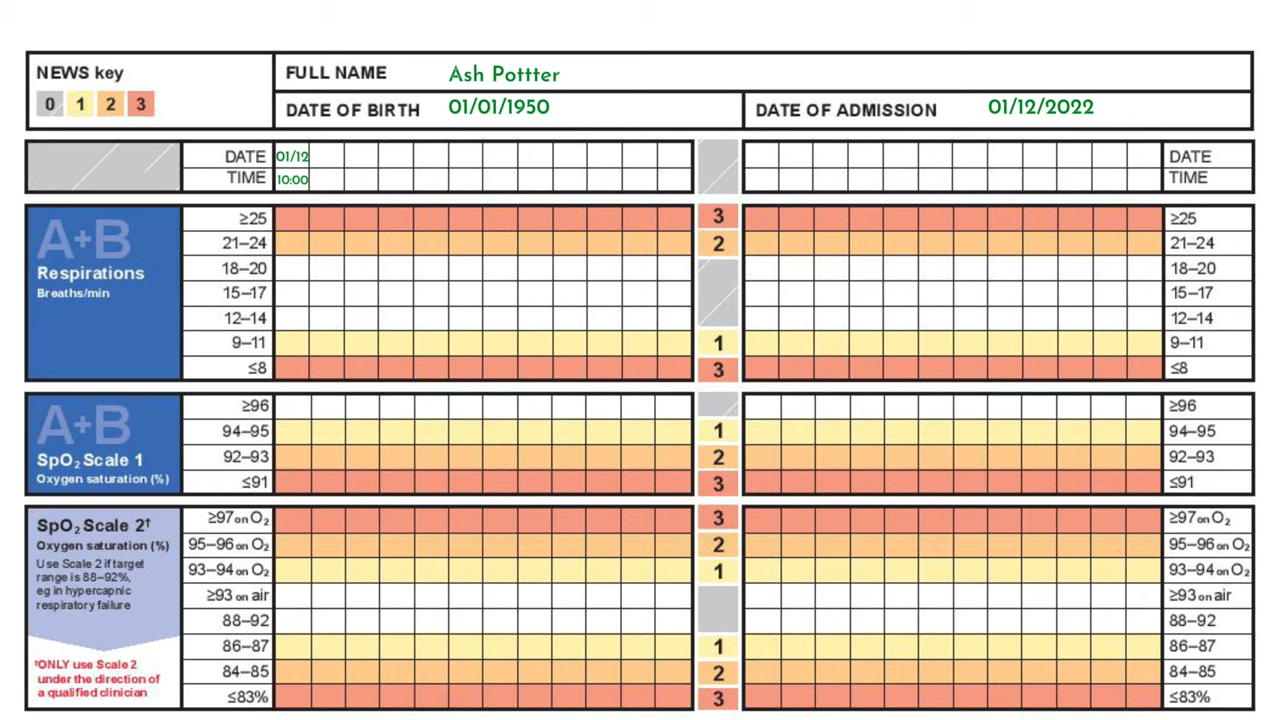 NEWS key
0 1 2 3
FULL NAME Ash Pottter
DATE OF BIRTH 01/01/1950 DATE OF ADMISSION 01/12/2022
DATE 01/12 DATE
TIME 10:00 TIME
A+B
Respirations
Breaths/min
≥25 3 ≥25
21–24 2 21–24
18–20 18–20
15–17 15–17
12–14 12–14
9–11 1 9–11
≤8 3 ≤8
A+B
SpO₂ Scale 1
Oxygen saturation (%)
≥96 ≥96
94–95 1 94–95
92–93 2 92–93
≤91 3 ≤91
SpO₂ Scale 2†
Oxygen saturation (%)
Use Scale 2 if target
range is 88–92%,
eg in hypercapnic
respiratory failure
†ONLY use Scale 2
under the direction of
a qualified clinician
≥97 on O₂ 3 ≥97 on O₂
95–96 on O₂ 2 95–96 on O₂
93–94 on O₂ 1 93–94 on O₂
≥93 on air ≥93 on air
88–92 88–92
86–87 1 86–87
84–85 2 84–85
≤83% 3 ≤83%